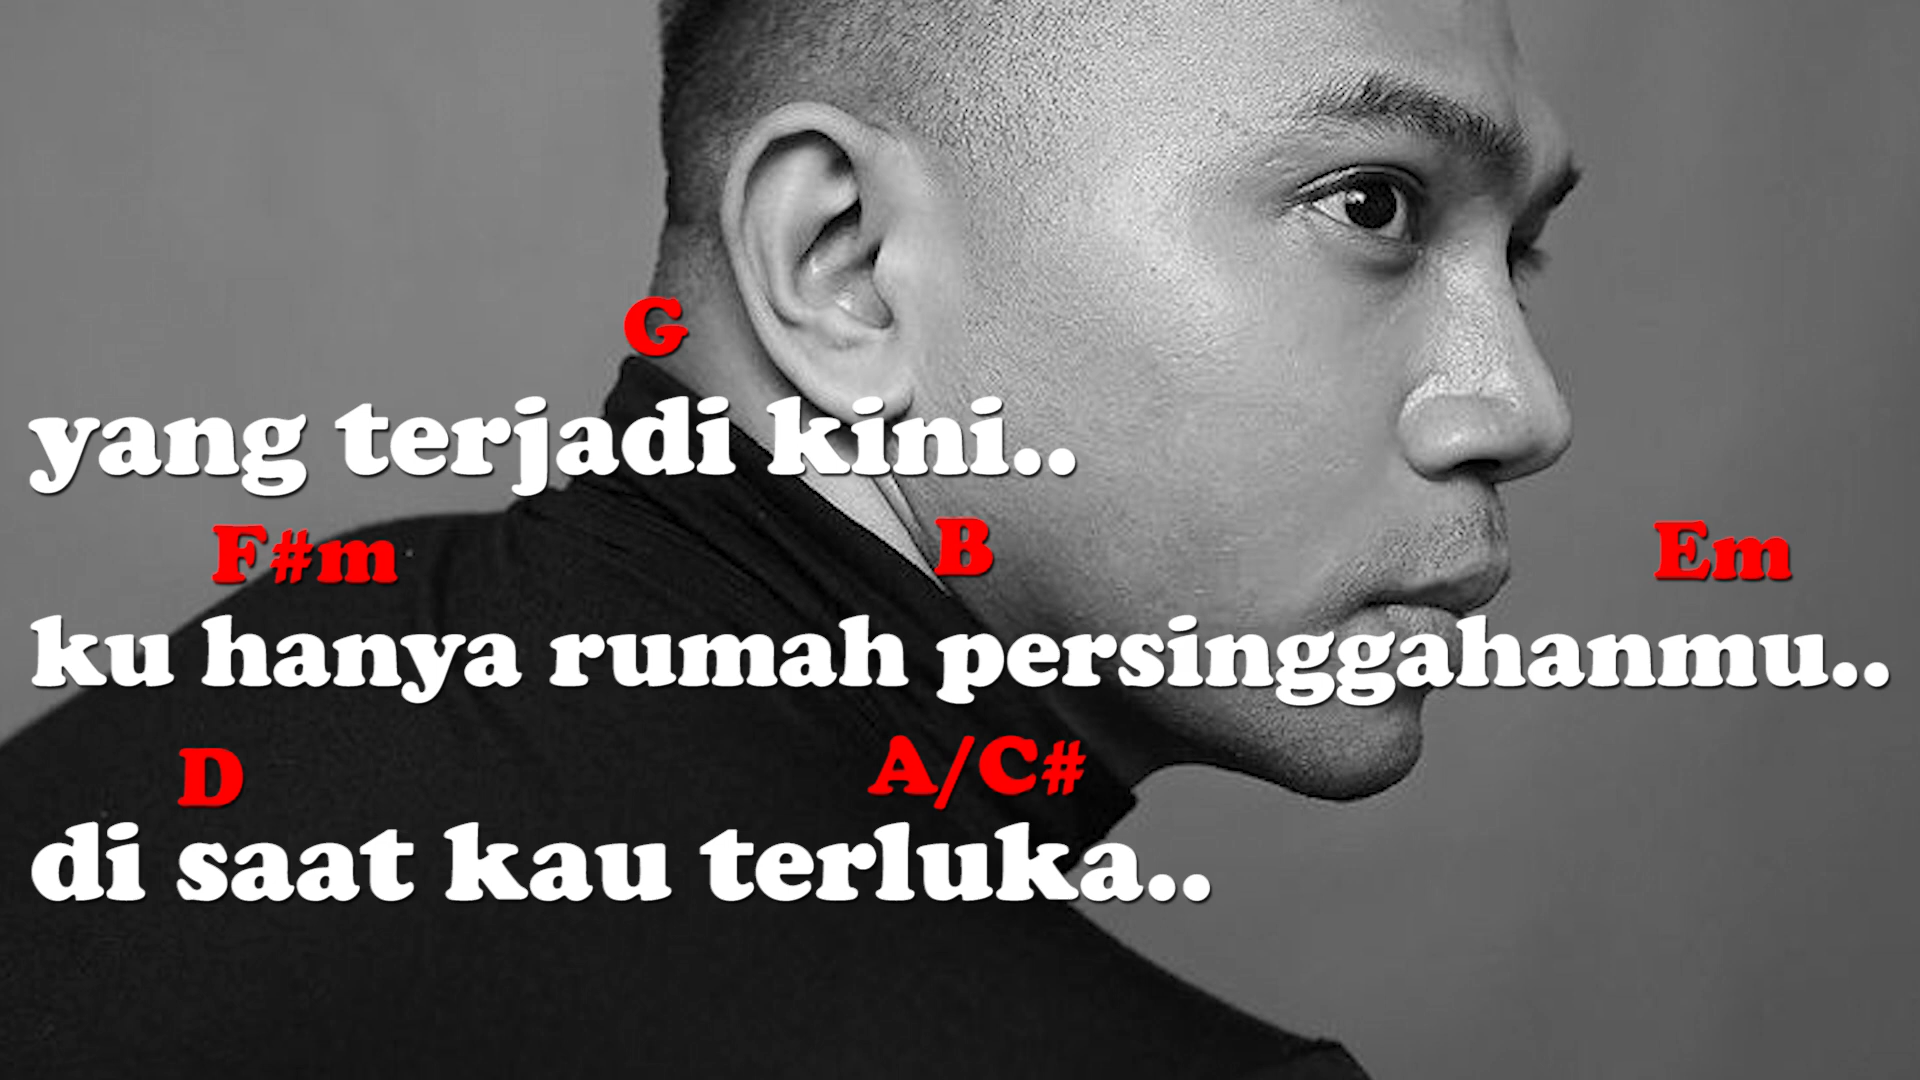 G
yang terjadi kini..
F#m B Em
ku hanya rumah persinggahanmu..
D A/C#
di saat kau terluka..